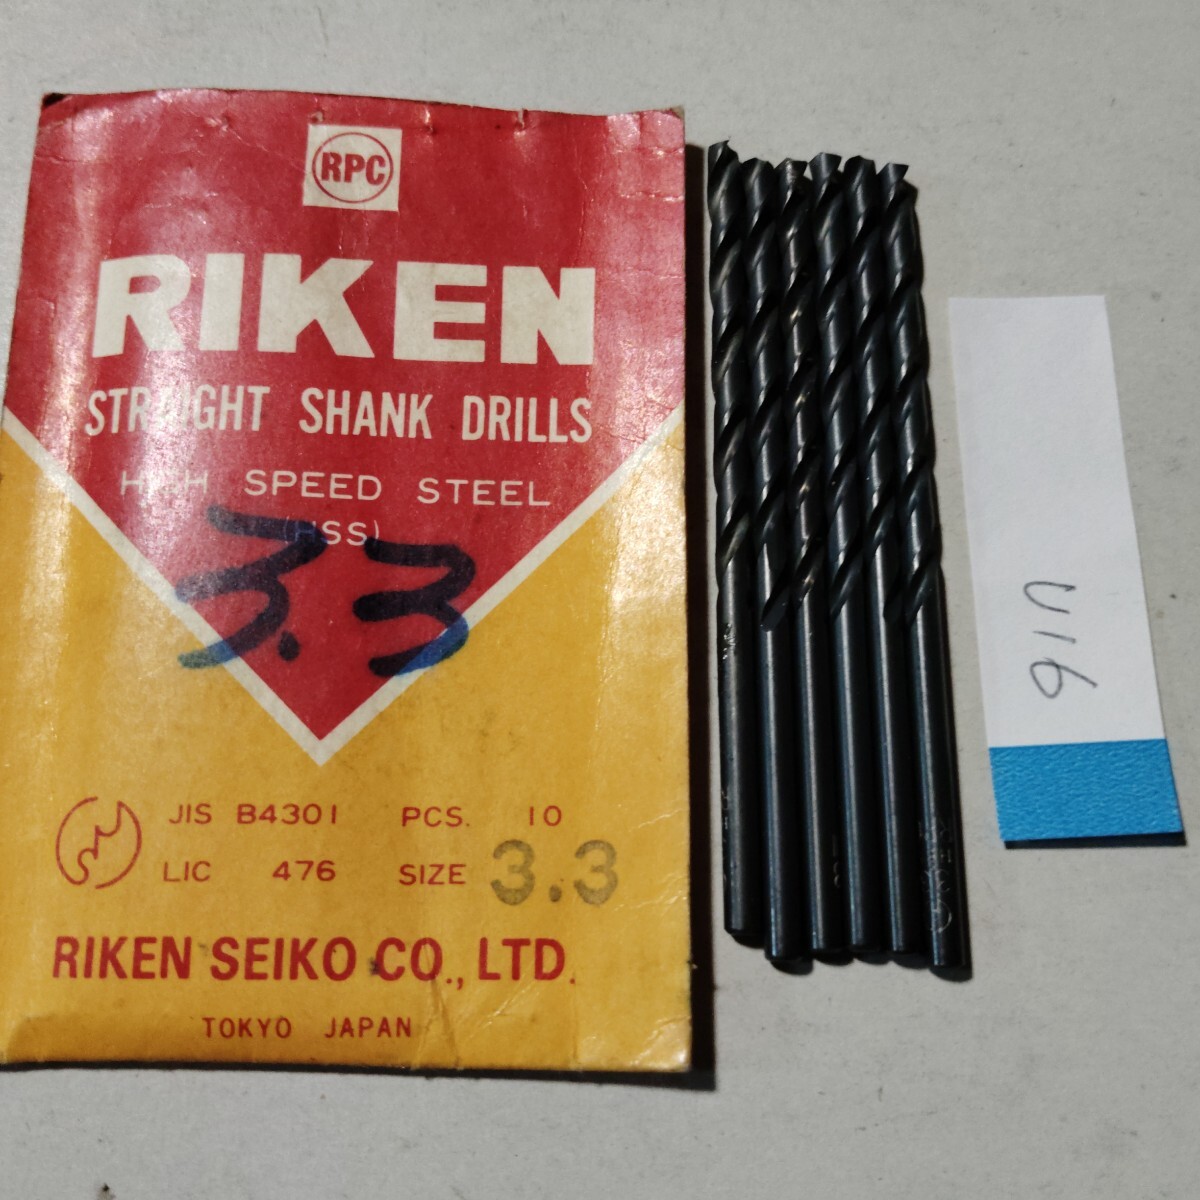 RPC
RIKEN
STRAIGHT SHANK DRILLS
HIGH SPEED STEEL
(HSS)
3.3
JIS B4301 PCS. 10
LIC 476 SIZE 3.3
RIKEN SEIKO CO., LTD.
TOKYO JAPAN
U16